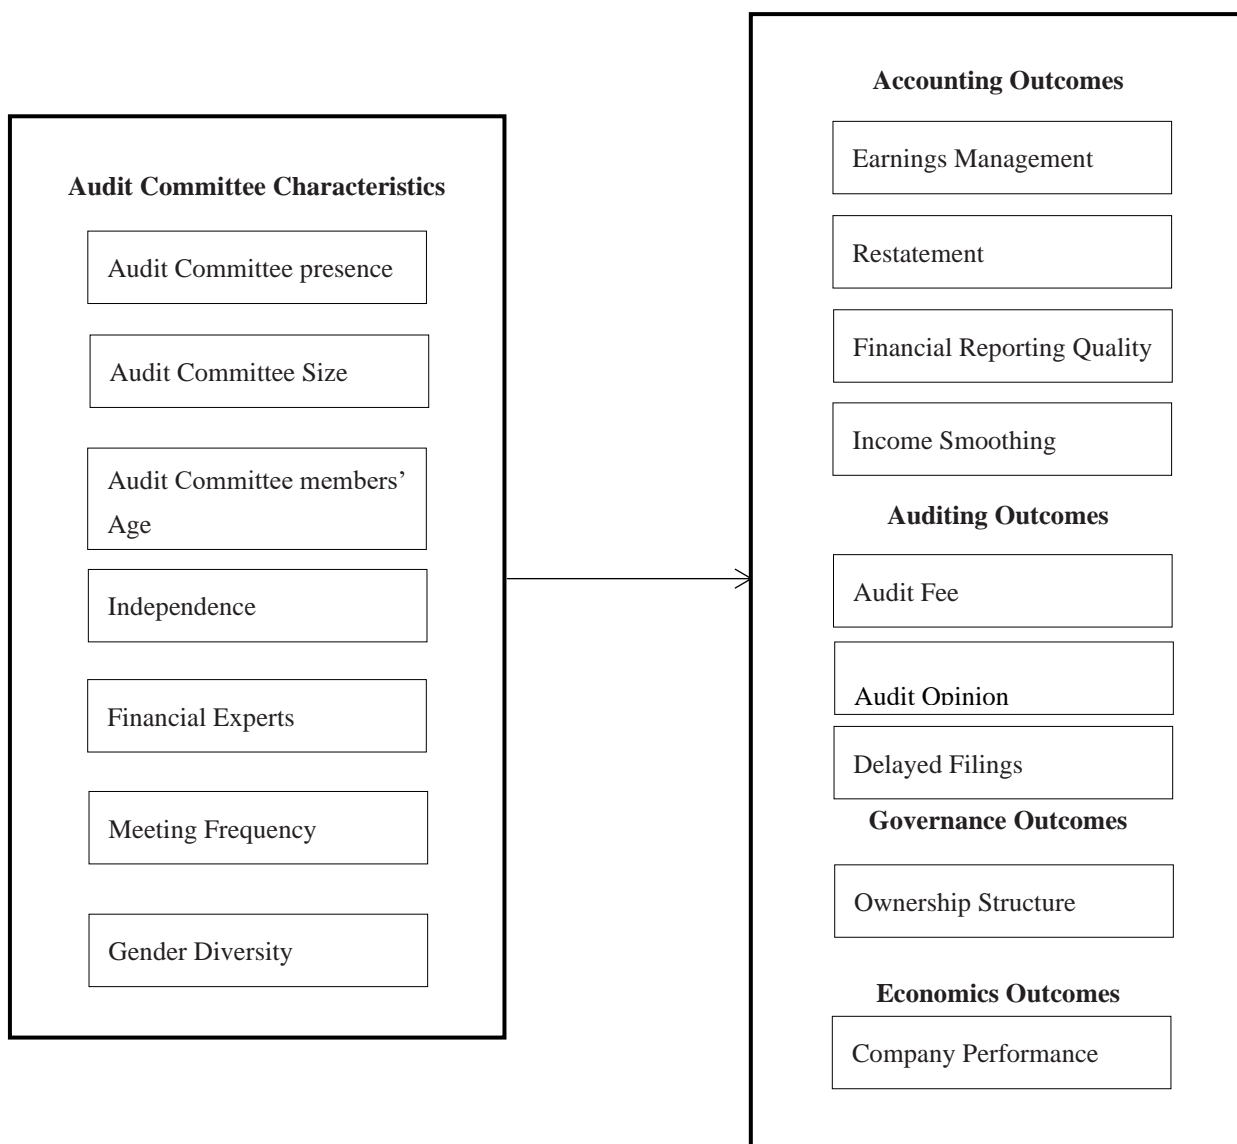 Audit Committee Characteristics
Audit Committee presence
Audit Committee Size
Audit Committee members’
Age
Independence
Financial Experts
Meeting Frequency
Gender Diversity
Accounting Outcomes
Earnings Management
Restatement
Financial Reporting Quality
Income Smoothing
Auditing Outcomes
Audit Fee
Audit Opinion
Delayed Filings
Governance Outcomes
Ownership Structure
Economics Outcomes
Company Performance